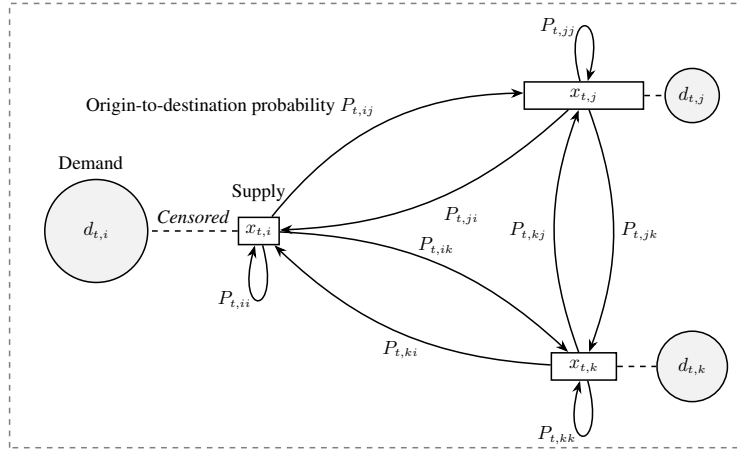 P_{t,jj}
x_{t,j}
d_{t,j}
Origin-to-destination probability P_{t,ij}
Demand
Supply
Censored
d_{t,i}
x_{t,i}
P_{t,ji}
P_{t,kj}
P_{t,jk}
P_{t,ik}
P_{t,ii}
P_{t,ki}
x_{t,k}
d_{t,k}
P_{t,kk}